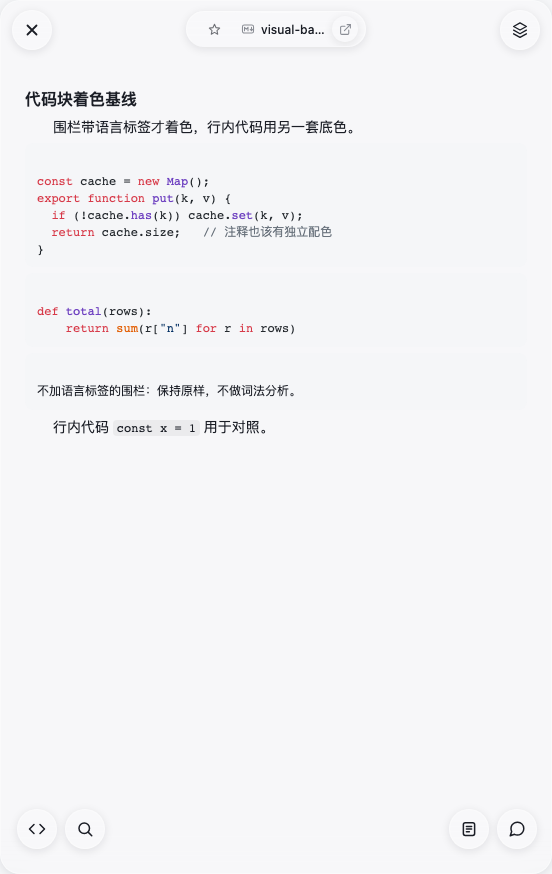 visual-ba...
代码块着色基线
围栏带语言标签才着色，行内代码用另一套底色。
const cache = new Map();
export function put(k, v) {
  if (!cache.has(k)) cache.set(k, v);
  return cache.size;   // 注释也该有独立配色
}
def total(rows):
    return sum(r["n"] for r in rows)
不加语言标签的围栏：保持原样，不做词法分析。
行内代码 const x = 1 用于对照。